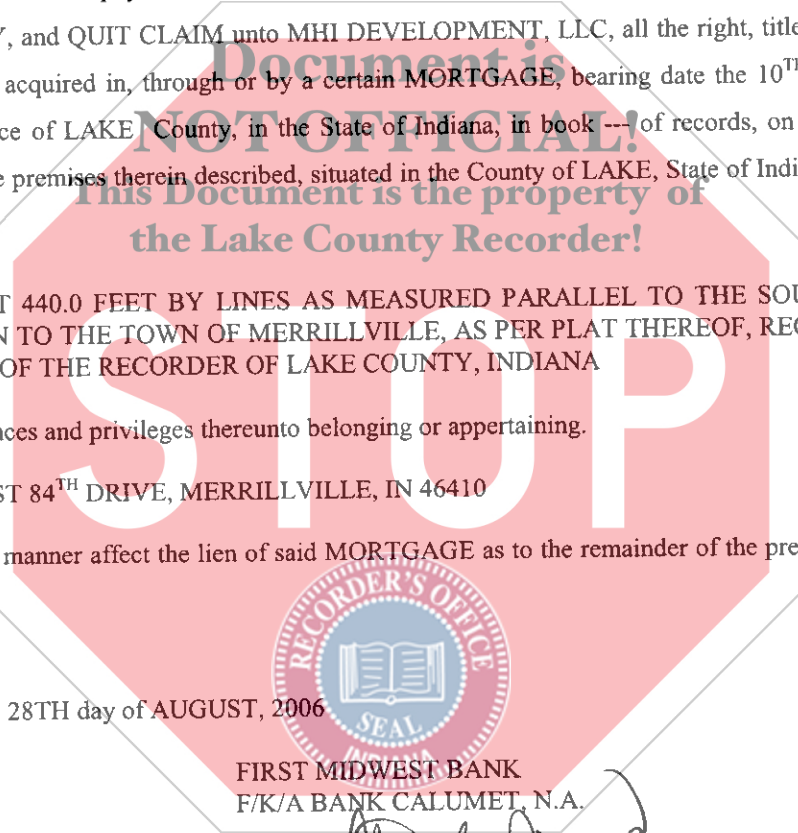 Y, and QUIT CLAIM unto MHI DEVELOPMENT, LLC, all the right, title
Document is
acquired in, through or by a certain MORTGAGE, bearing date the 10TH
NOT OFFICIAL!
ce of LAKE County, in the State of Indiana, in book --- of records, on
e premises therein described, situated in the County of LAKE, State of Indi
This Document is the property of
the Lake County Recorder!
T 440.0 FEET BY LINES AS MEASURED PARALLEL TO THE SOU
N TO THE TOWN OF MERRILLVILLE, AS PER PLAT THEREOF, REC
OF THE RECORDER OF LAKE COUNTY, INDIANA
STOP
nces and privileges thereunto belonging or appertaining.
ST 84TH DRIVE, MERRILLVILLE, IN 46410
manner affect the lien of said MORTGAGE as to the remainder of the pre
RECORDER'S OFFICE
28TH day of AUGUST, 2006
SEAL
INDIANA
FIRST MIDWEST BANK
F/K/A BANK CALUMET, N.A.